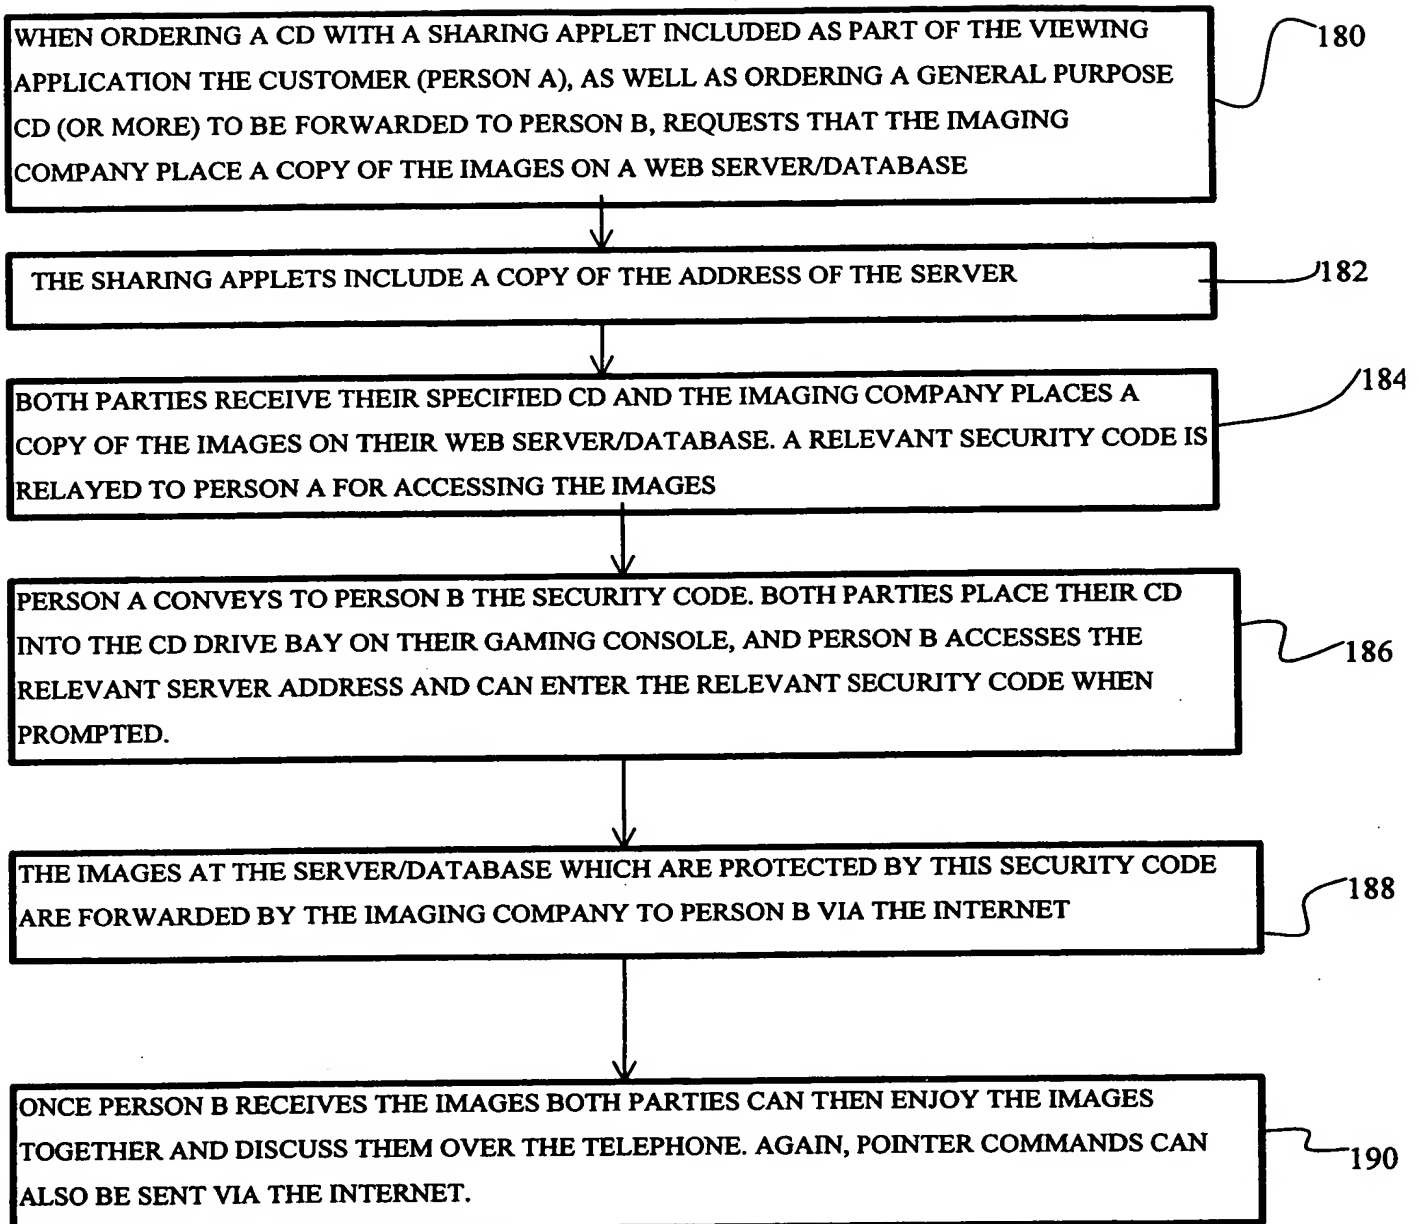 WHEN ORDERING A CD WITH A SHARING APPLET INCLUDED AS PART OF THE VIEWING
APPLICATION THE CUSTOMER (PERSON A), AS WELL AS ORDERING A GENERAL PURPOSE
CD (OR MORE) TO BE FORWARDED TO PERSON B, REQUESTS THAT THE IMAGING
COMPANY PLACE A COPY OF THE IMAGES ON A WEB SERVER/DATABASE
180
THE SHARING APPLETS INCLUDE A COPY OF THE ADDRESS OF THE SERVER
182
BOTH PARTIES RECEIVE THEIR SPECIFIED CD AND THE IMAGING COMPANY PLACES A
COPY OF THE IMAGES ON THEIR WEB SERVER/DATABASE. A RELEVANT SECURITY CODE IS
RELAYED TO PERSON A FOR ACCESSING THE IMAGES
184
PERSON A CONVEYS TO PERSON B THE SECURITY CODE. BOTH PARTIES PLACE THEIR CD
INTO THE CD DRIVE BAY ON THEIR GAMING CONSOLE, AND PERSON B ACCESSES THE
RELEVANT SERVER ADDRESS AND CAN ENTER THE RELEVANT SECURITY CODE WHEN
PROMPTED.
186
THE IMAGES AT THE SERVER/DATABASE WHICH ARE PROTECTED BY THIS SECURITY CODE
ARE FORWARDED BY THE IMAGING COMPANY TO PERSON B VIA THE INTERNET
188
ONCE PERSON B RECEIVES THE IMAGES BOTH PARTIES CAN THEN ENJOY THE IMAGES
TOGETHER AND DISCUSS THEM OVER THE TELEPHONE. AGAIN, POINTER COMMANDS CAN
ALSO BE SENT VIA THE INTERNET.
190